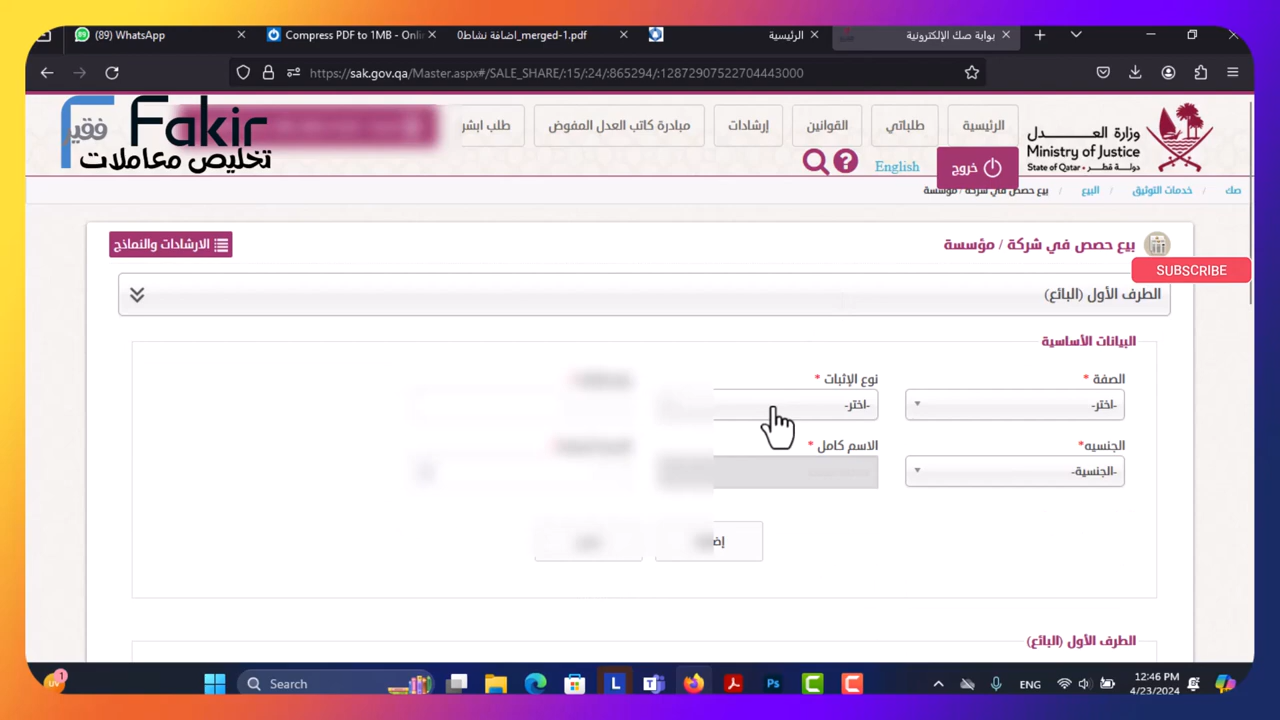 (89) WhatsApp
Compress PDF to 1MB - Onli
اضافة نشاط0_merged-1.pdf
الرئيسية
بوابة صك الإلكترونية
https://sak.gov.qa/Master.aspx#/SALE_SHARE/:15/:24/:865294/:12872907522704443000
فقير Fakir
تخليص معاملات
الرئيسية
طلباتي
القوانين
إرشادات
مبادرة كاتب العدل المفوض
طلب ابشر
وزارة العدل
Ministry of Justice
State of Qatar • دولة قطر
خروج
English
صك / خدمات التوثيق / البيع / بيع حصص في شركة / مؤسسة
بيع حصص في شركة / مؤسسة
الارشادات والنماذج
SUBSCRIBE
الطرف الأول (البائع)
البيانات الأساسية
الصفة *
نوع الإثبات *
-اختر-
-اختر-
الجنسيه*
الاسم كامل *
-الجنسية-
الطرف الأول (البائع)
UV
1
Search
L
ENG
12:46 PM
4/23/2024